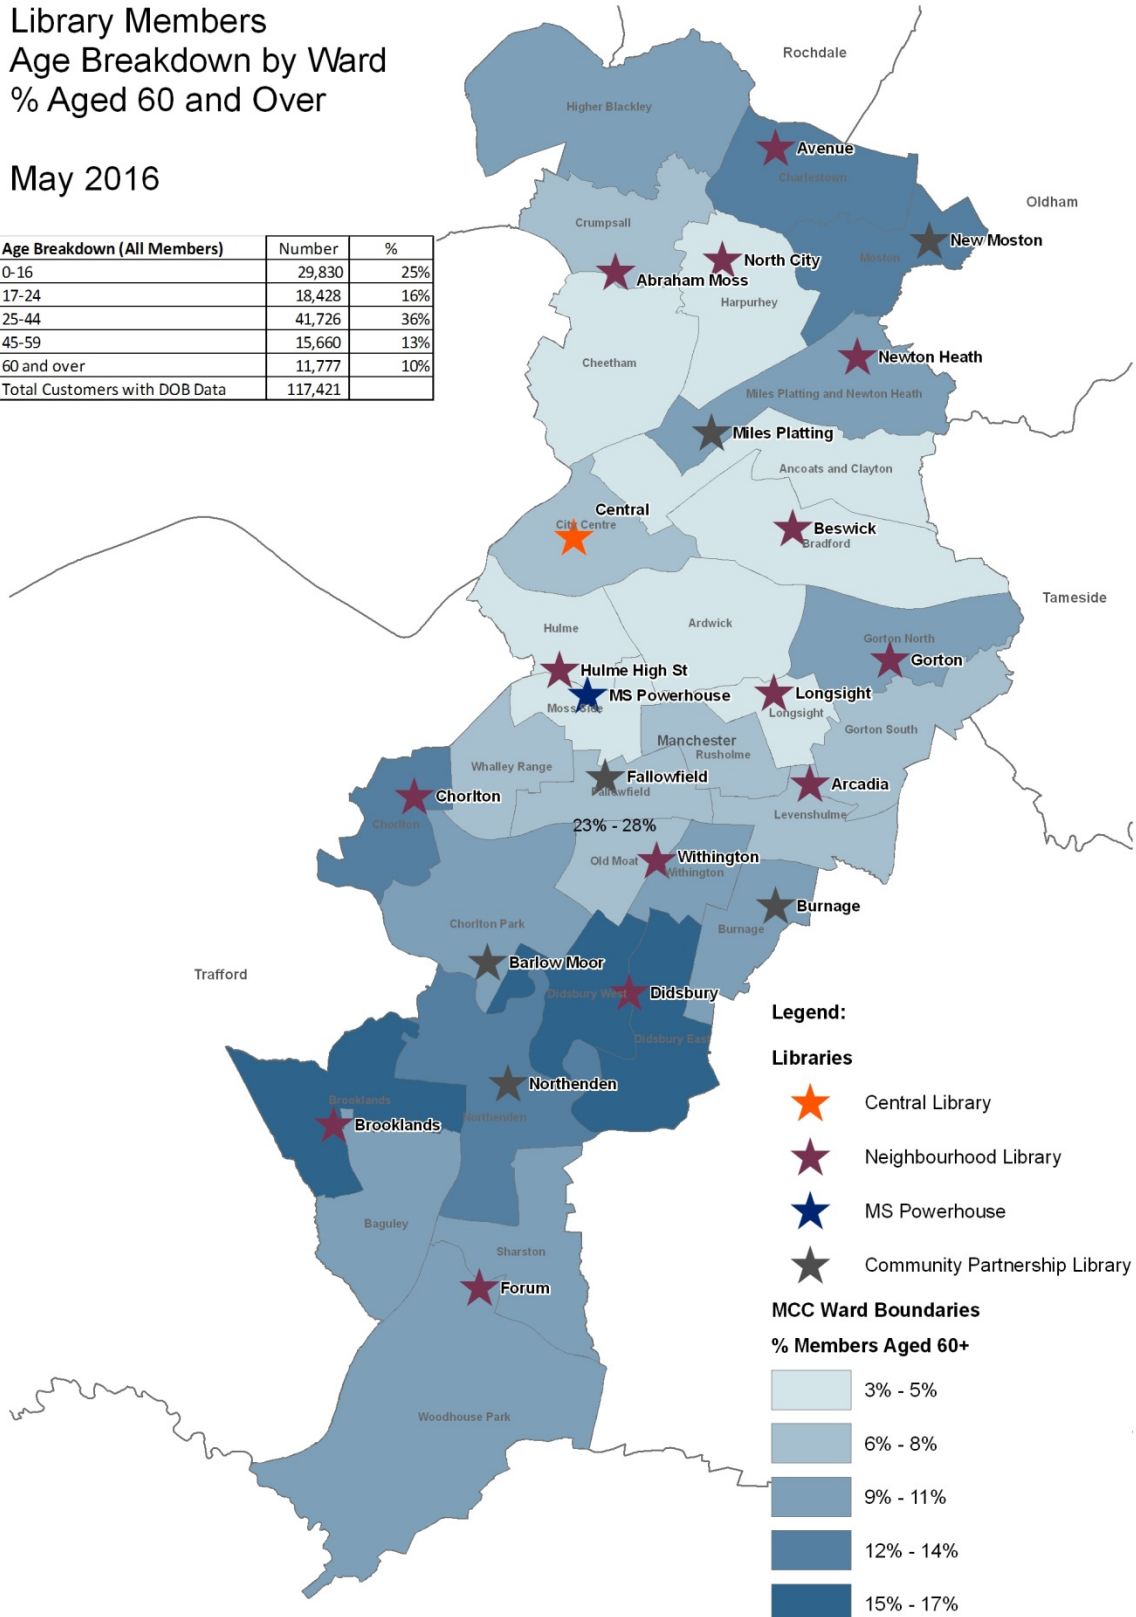 Library Members
Age Breakdown by Ward
% Aged 60 and Over
May 2016
Age Breakdown (All Members) Number %
0-16 29,830 25%
17-24 18,428 16%
25-44 41,726 36%
45-59 15,660 13%
60 and over 11,777 10%
Total Customers with DOB Data 117,421
Rochdale
Higher Blackley
Avenue
Charlestown
Oldham
Crumpsall
New Moston
Moston
North City
Abraham Moss
Harpurhey
Newton Heath
Cheetham
Miles Platting and Newton Heath
Miles Platting
Ancoats and Clayton
Central
City Centre
Beswick
Bradford
Tameside
Hulme
Ardwick
Gorton North
Gorton
Hulme High St
MS Powerhouse
Longsight
Moss Side
Longsight
Gorton South
Manchester
Rusholme
Whalley Range
Fallowfield
Fallowfield
Arcadia
Chorlton
Chorlton
Levenshulme
23% - 28%
Old Moat
Withington
Withington
Burnage
Burnage
Chorlton Park
Barlow Moor
Trafford
Didsbury West
Didsbury
Didsbury East
Northenden
Northenden
Brooklands
Brooklands
Baguley
Sharston
Forum
Woodhouse Park
Legend:
Libraries
Central Library
Neighbourhood Library
MS Powerhouse
Community Partnership Library
MCC Ward Boundaries
% Members Aged 60+
3% - 5%
6% - 8%
9% - 11%
12% - 14%
15% - 17%